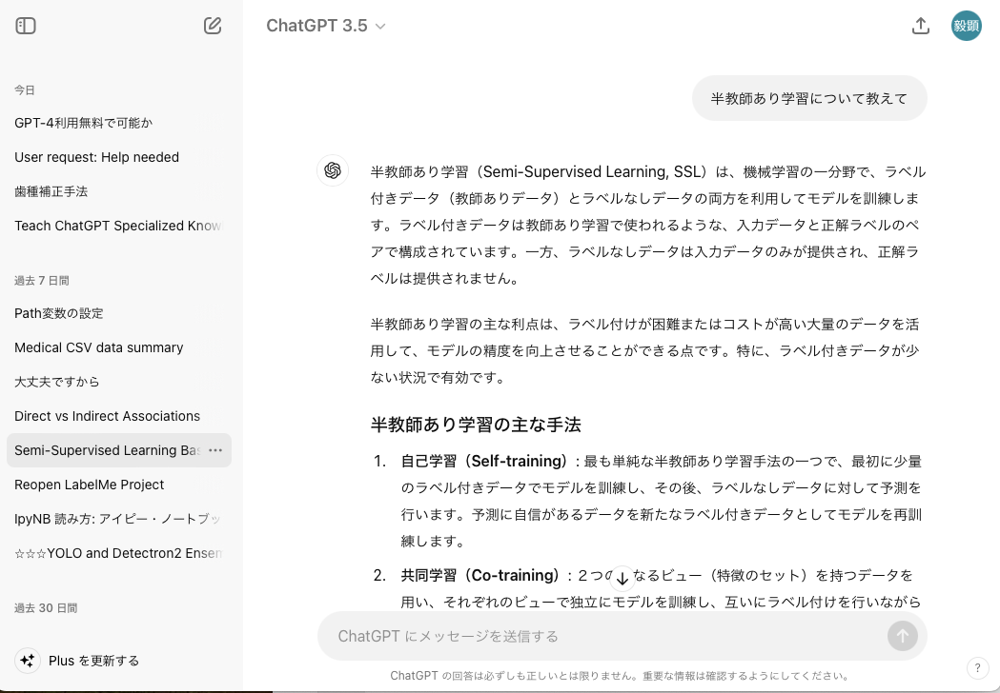 ChatGPT 3.5
毅顕
今日
GPT-4利用無料で可能か
User request: Help needed
歯種補正手法
Teach ChatGPT Specialized Know
過去 7 日間
Path変数の設定
Medical CSV data summary
大丈夫ですから
Direct vs Indirect Associations
Semi-Supervised Learning Bas
Reopen LabelMe Project
IpyNB 読み方: アイピー・ノートブッ
☆☆☆YOLO and Detectron2 Ensem
過去 30 日間
Plus を更新する
半教師あり学習について教えて
半教師あり学習（Semi-Supervised Learning, SSL）は、機械学習の一分野で、ラベル
付きデータ（教師ありデータ）とラベルなしデータの両方を利用してモデルを訓練しま
す。ラベル付きデータは教師あり学習で使われるような、入力データと正解ラベルのペ
アで構成されています。一方、ラベルなしデータは入力データのみが提供され、正解ラ
ベルは提供されません。
半教師あり学習の主な利点は、ラベル付けが困難またはコストが高い大量のデータを活
用して、モデルの精度を向上させることができる点です。特に、ラベル付きデータが少
ない状況で有効です。
半教師あり学習の主な手法
1. 自己学習（Self-training）: 最も単純な半教師あり学習手法の一つで、最初に少量
のラベル付きデータでモデルを訓練し、その後、ラベルなしデータに対して予測を
行います。予測に自信があるデータを新たなラベル付きデータとしてモデルを再訓
練します。
2. 共同学習（Co-training）: ２つの なるビュー（特徴のセット）を持つデータを
用い、それぞれのビューで独立にモデルを訓練し、互いにラベル付けを行いながら
ChatGPT にメッセージを送信する
ChatGPT の回答は必ずしも正しいとは限りません。重要な情報は確認するようにしてください。
?